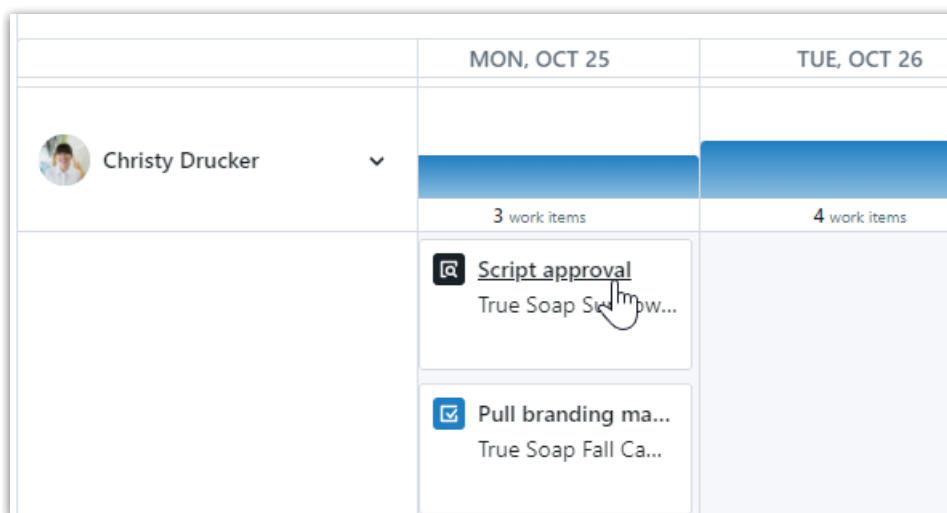 MON, OCT 25
TUE, OCT 26
Christy Drucker
3 work items
4 work items
Script approval
True Soap
Pull branding ma...
True Soap Fall Ca...